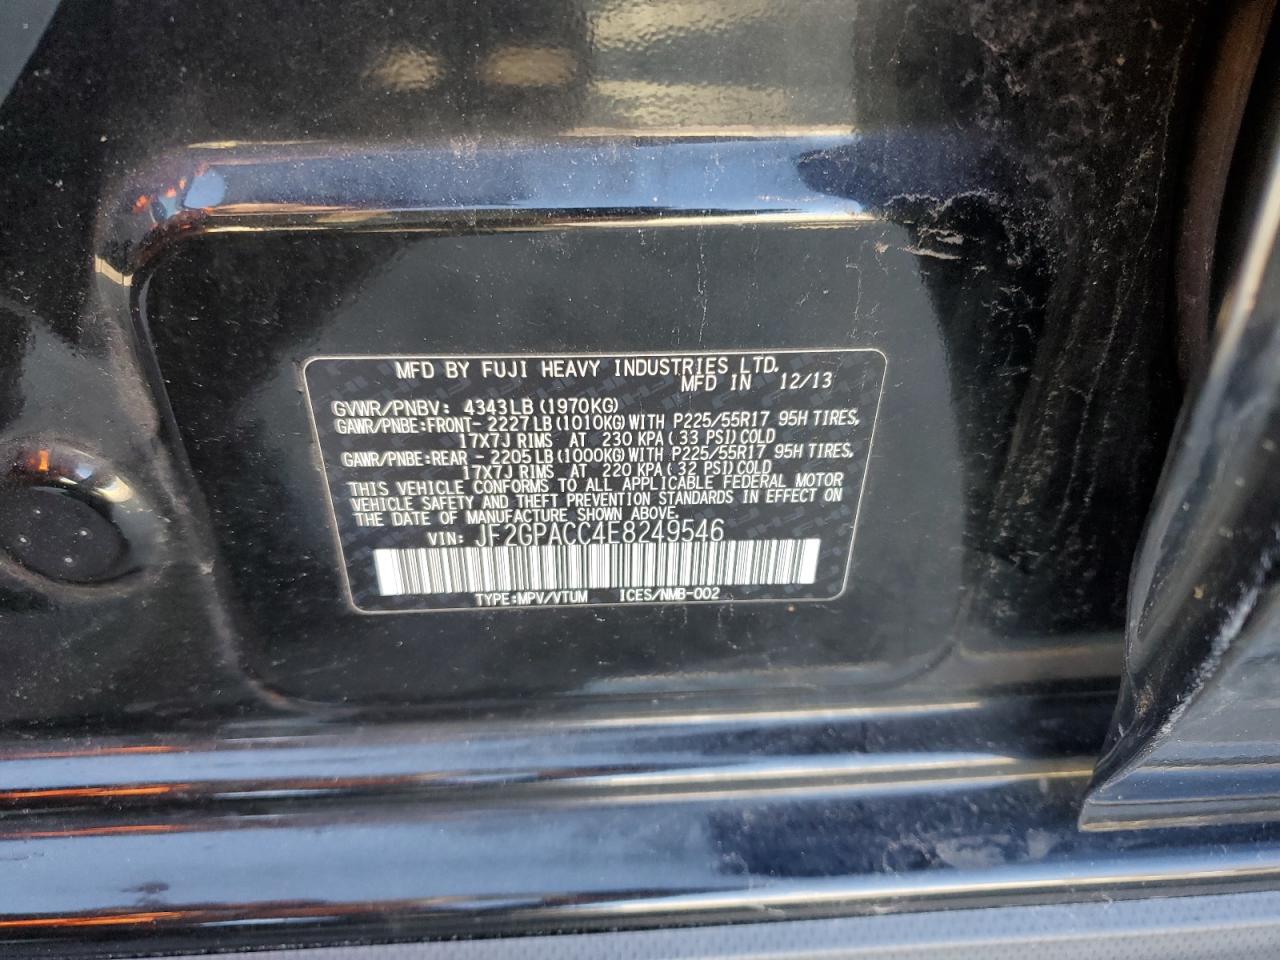 MFD BY FUJI HEAVY INDUSTRIES LTD.
MFD IN 12/13
GVWR/PNBV: 4343LB (1970KG)
GAWR/PNBE:FRONT-2227LB (1010KG) WITH P225/55R17 95H TIRES,
17X7J RIMS AT 230 KPA (33 PSI) COLD
GAWR/PNBE:REAR -2205LB (1000KG) WITH P225/55R17 95H TIRES,
17X7J RIMS AT 220 KPA (32 PSI) COLD
THIS VEHICLE CONFORMS TO ALL APPLICABLE FEDERAL MOTOR
VEHICLE SAFETY AND THEFT PREVENTION STANDARDS IN EFFECT ON
THE DATE OF MANUFACTURE SHOWN ABOVE.
VIN: JF2GPACC4E8249546
TYPE:MPV/VTUM ICES/NMB-002